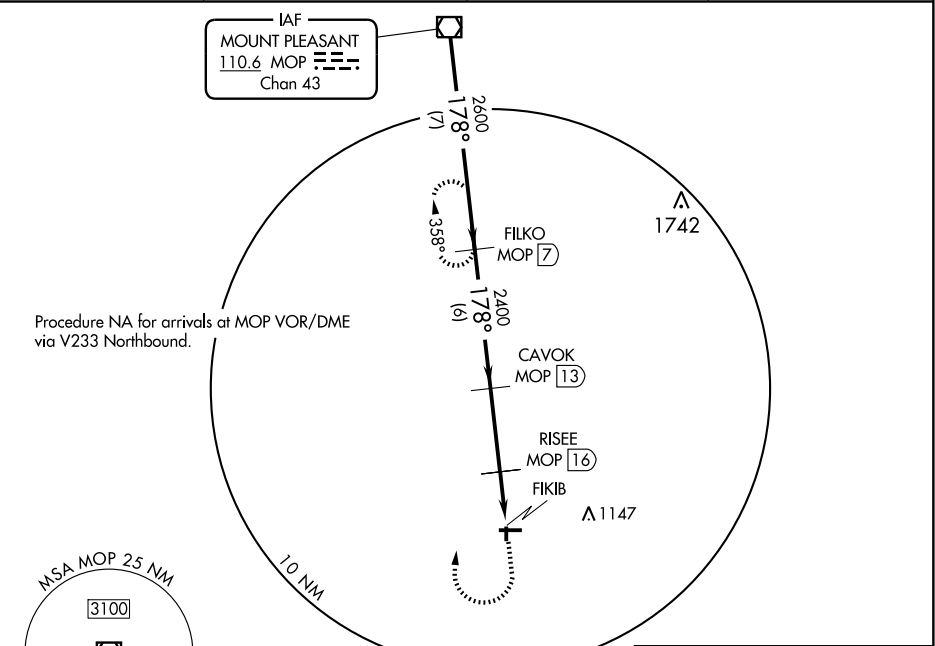 IAF
MOUNT PLEASANT
110.6 MOP
Chan 43
2600
178°
(7)
1742
358°
FILKO
MOP 7
2400
178°
(6)
Procedure NA for arrivals at MOP VOR/DME
via V233 Northbound.
CAVOK
MOP 13
RISEE
MOP 16
FIKIB
1147
10 NM
MSA MOP 25 NM
3100